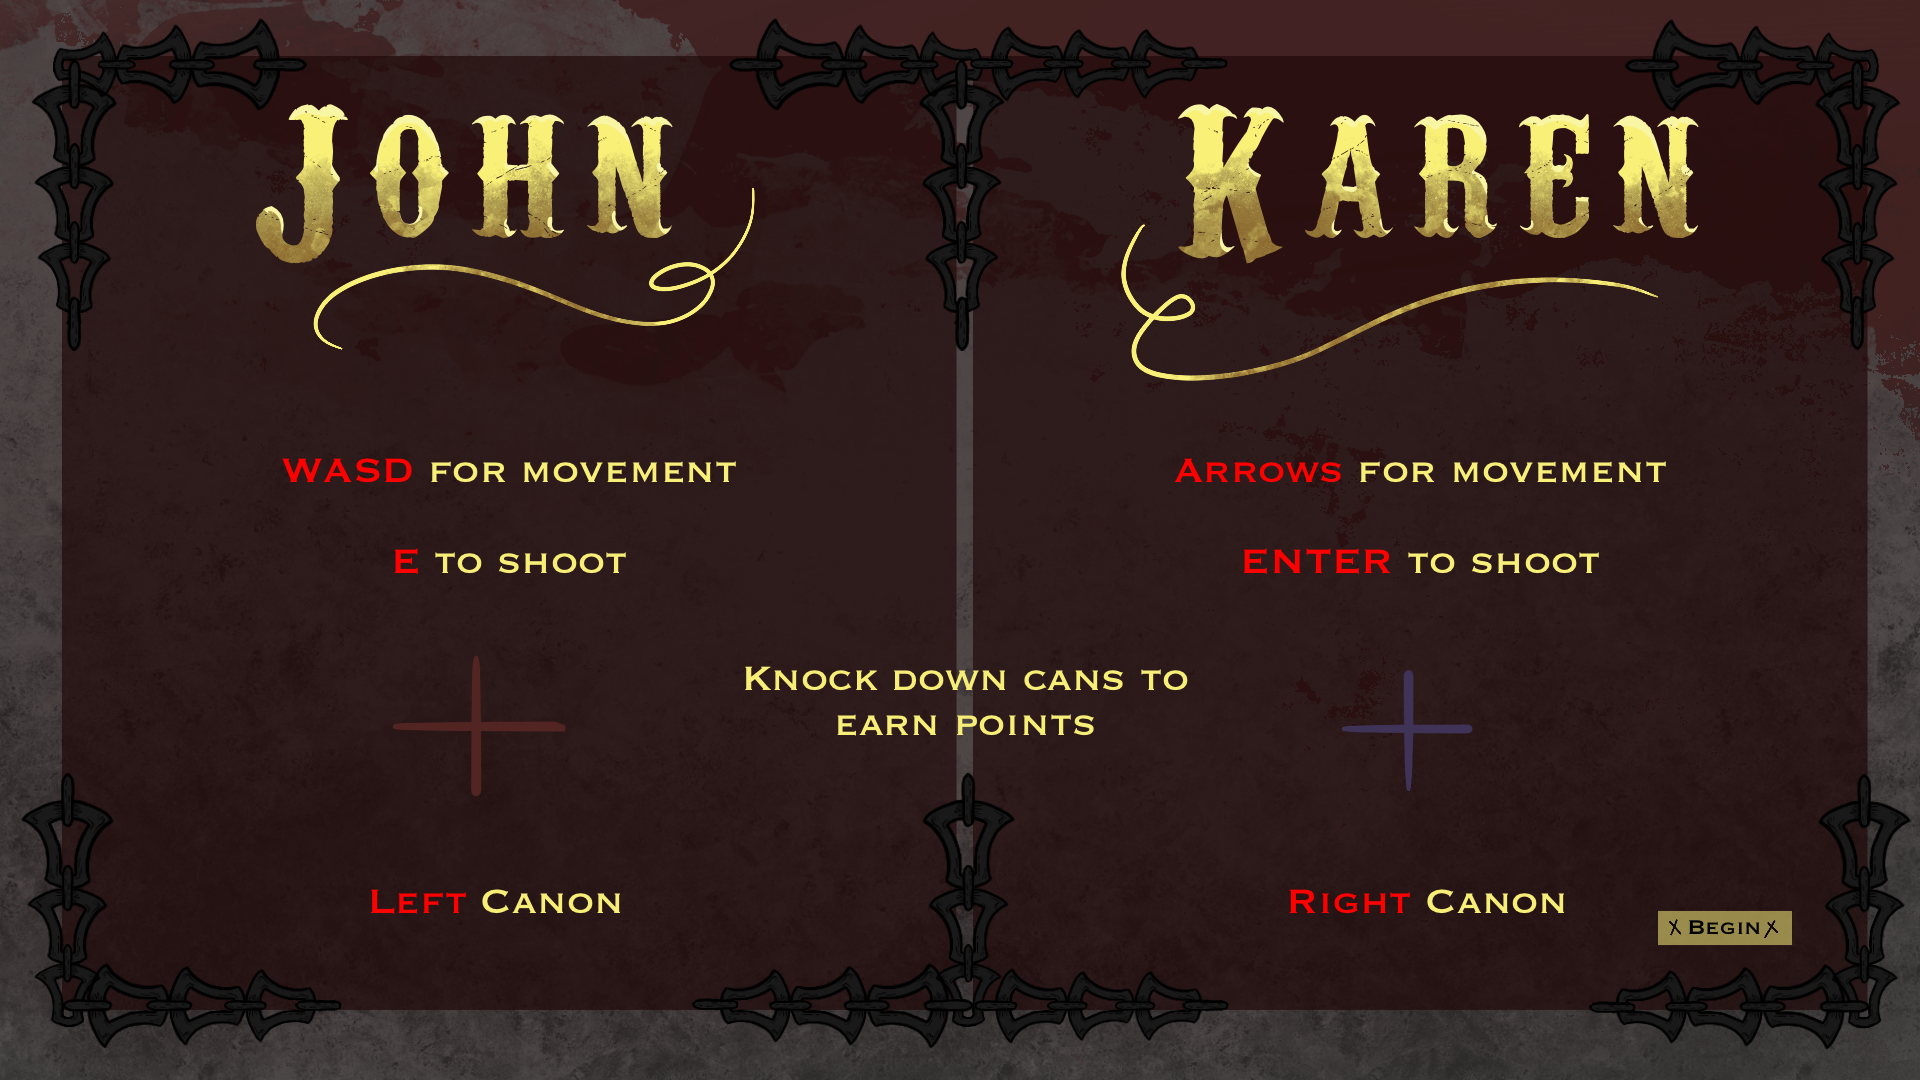 John
WASD for movement
E to shoot
Left Canon
Knock down cans to
earn points
Karen
Arrows for movement
ENTER to shoot
Right Canon
Begin